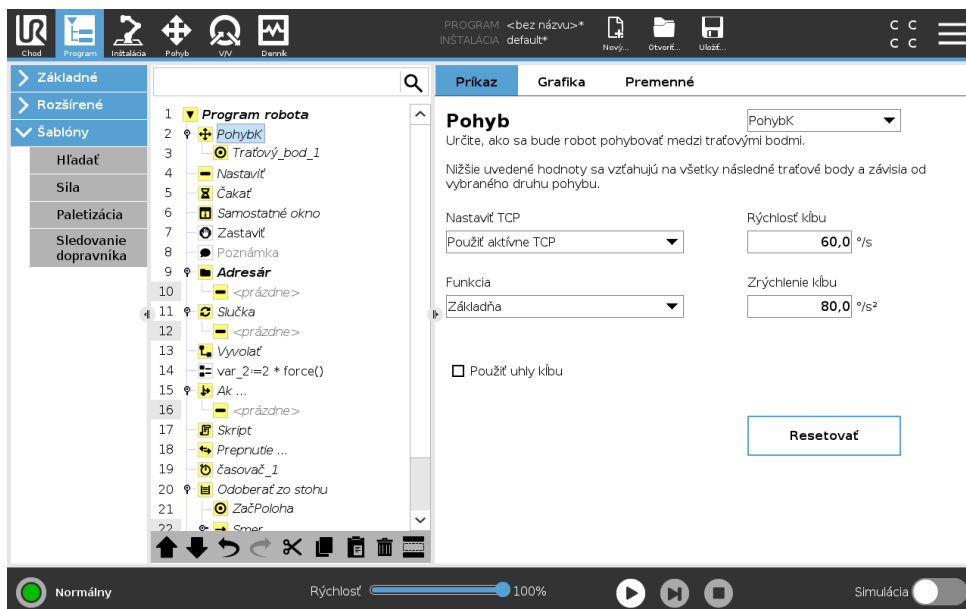 PROGRAM <bez názvu>*
INŠTALÁCIA default*
Chod
Program
Inštalácia
Pohyb
V/V
Denník
Nový...
Otvoriť...
Uložiť...
C C
C C
Základné
Rozšírené
Šablóny
Hľadať
Sila
Paletizácia
Sledovanie
dopravníka
1 Program robota
2 PohybK
3 Traťový_bod_1
4 Nastaviť
5 Čakať
6 Samostatné okno
7 Zastaviť
8 Poznámka
9 Adresár
10 <prázdne>
11 Slučka
12 <prázdne>
13 Vyvolať
14 var_2≔2 * force()
15 Ak ...
16 <prázdne>
17 Skript
18 Prepnutie ...
19 časovač_1
20 Odoberať zo stohu
21 ZačPoloha
22 Smer
Príkaz
Grafika
Premenné
Pohyb
PohybK
Určite, ako sa bude robot pohybovať medzi traťovými bodmi.
Nižšie uvedené hodnoty sa vzťahujú na všetky následné traťové body a závisia od
vybraného druhu pohybu.
Nastaviť TCP
Rýchlosť kĺbu
Použiť aktívne TCP
60,0 °/s
Funkcia
Zrýchlenie kĺbu
Základňa
80,0 °/s²
Použiť uhly kĺbu
Resetovať
Normálny
Rýchlosť
100%
Simulácia